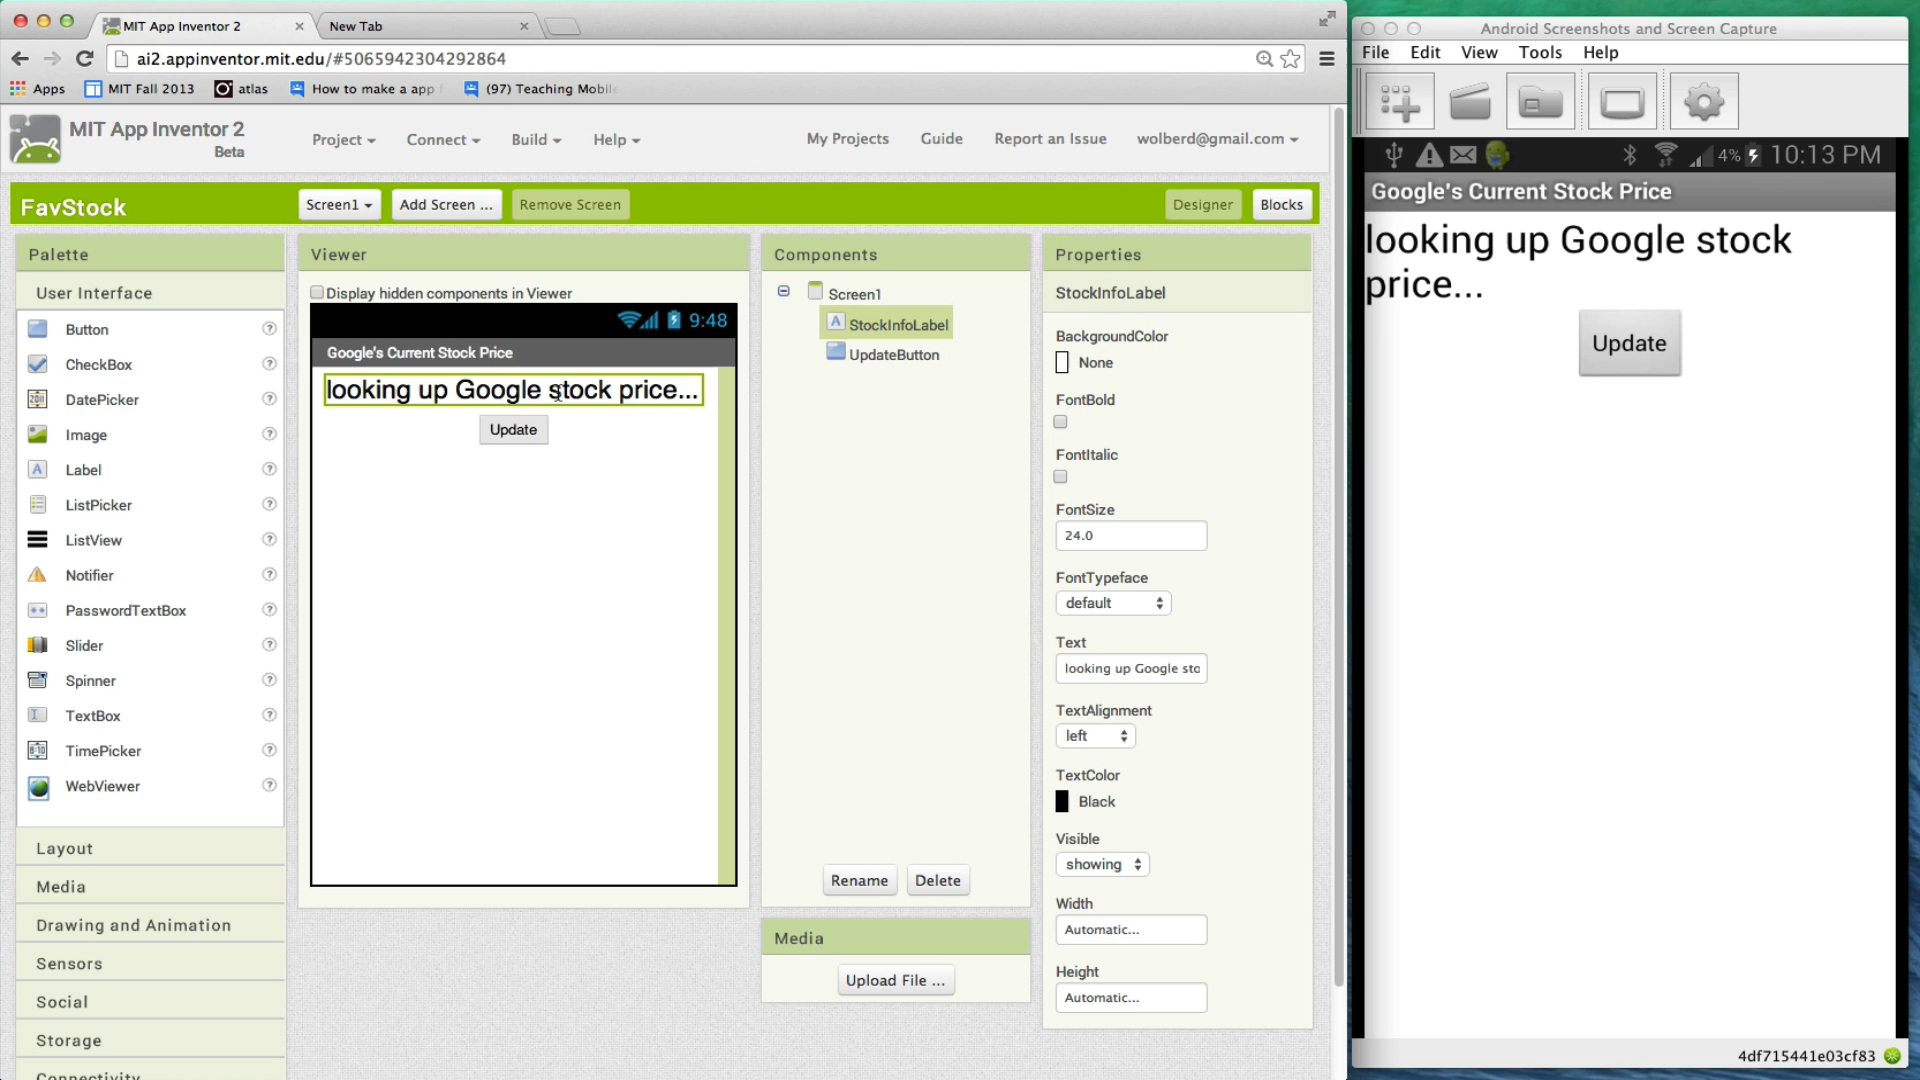 MIT App Inventor 2
New Tab
ai2.appinventor.mit.edu/#5065942304292864
Apps
MIT Fall 2013
atlas
How to make a app
(97) Teaching Mobile
MIT App Inventor 2
Beta
Project
Connect
Build
Help
My Projects
Guide
Report an Issue
wolberd@gmail.com
FavStock
Screen1
Add Screen ...
Remove Screen
Designer
Blocks
Palette
User Interface
Button
CheckBox
DatePicker
Image
Label
ListPicker
ListView
Notifier
PasswordTextBox
Slider
Spinner
TextBox
TimePicker
WebViewer
Layout
Media
Drawing and Animation
Sensors
Social
Storage
Connectivity
Viewer
Display hidden components in Viewer
9:48
Google's Current Stock Price
looking up Google stock price...
Update
Components
Screen1
StockInfoLabel
UpdateButton
Rename
Delete
Media
Upload File ...
Properties
StockInfoLabel
BackgroundColor
None
FontBold
FontItalic
FontSize
24.0
FontTypeface
default
Text
looking up Google sto
TextAlignment
left
TextColor
Black
Visible
showing
Width
Automatic...
Height
Automatic...
Android Screenshots and Screen Capture
File
Edit
View
Tools
Help
4%
10:13 PM
Google's Current Stock Price
looking up Google stock
price...
Update
4df715441e03cf83